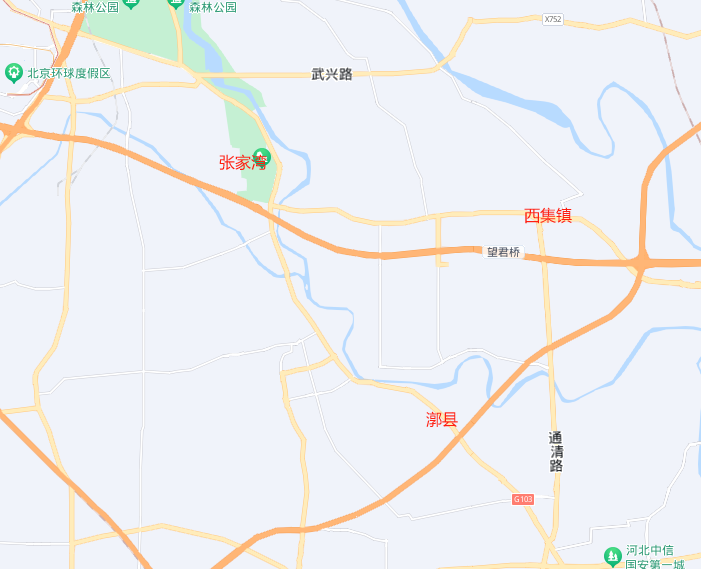 森林公园
森林公园
X752
北京环球度假区
武兴路
张家湾
西集镇
望君桥
漷县
通清路
G103
河北中信
国安第一城